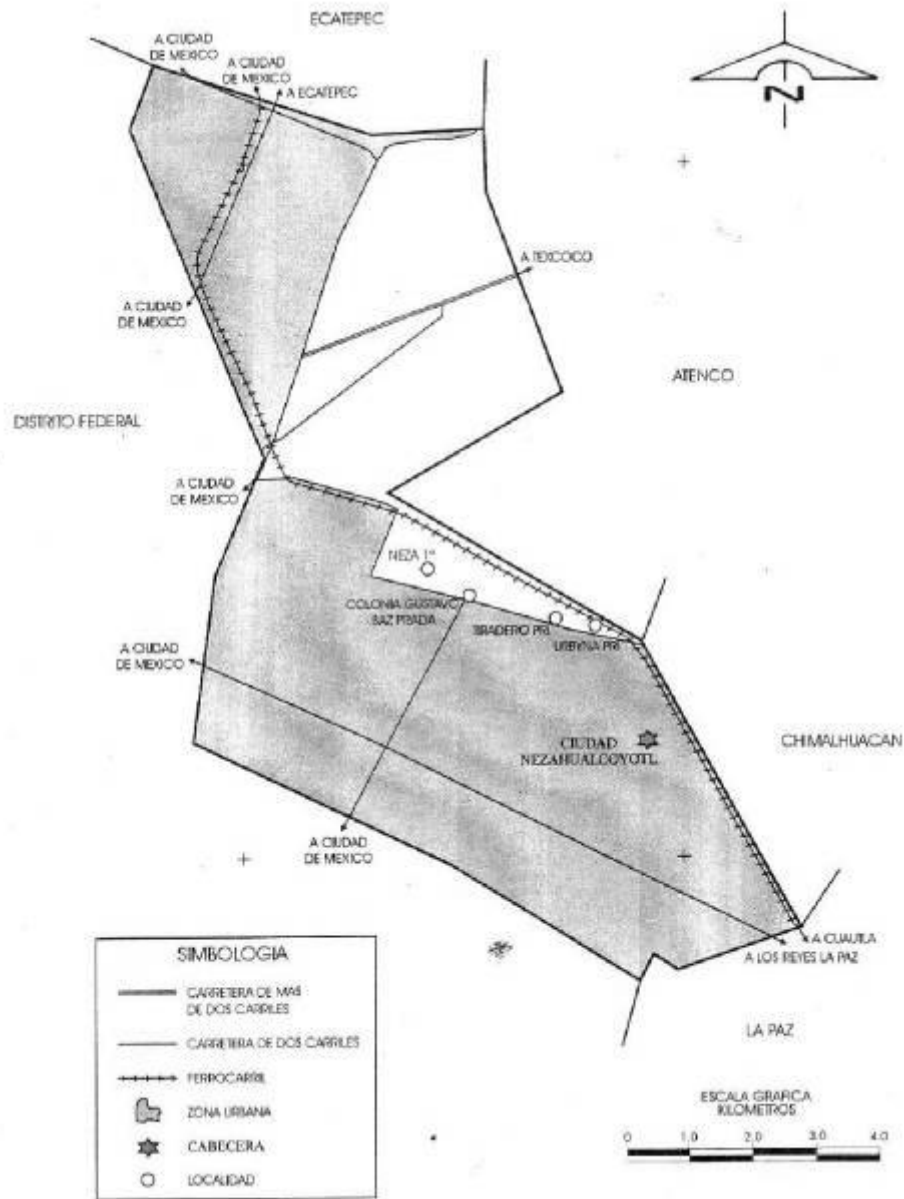 ECATEPEC
A CIUDAD
DE MEXICO
A CIUDAD
DE MEXICO
A ECATEPEC
N
A TEXCOCO
A CIUDAD
DE MEXICO
ATENCO
DISTRITO FEDERAL
A CIUDAD
DE MEXICO
NEZA 1ª
COLONIA GUSTAVO
BAZ PRADA
TIRADERO PRI.
PRI.
A CIUDAD
DE MEXICO
CIUDAD
NEZAHUALCOYOTL
CHIMALHUACAN
A CIUDAD
DE MEXICO
A CUAUTLA
A LOS REYES LA PAZ
LA PAZ
SIMBOLOGIA
CARRETERA DE MAS
DE DOS CARRILES
CARRETERA DE DOS CARRILES
FERROCARRIL
ZONA URBANA
CABECERA
LOCALIDAD
ESCALA GRAFICA
KILOMETROS
0 1.0 2.0 3.0 4.0